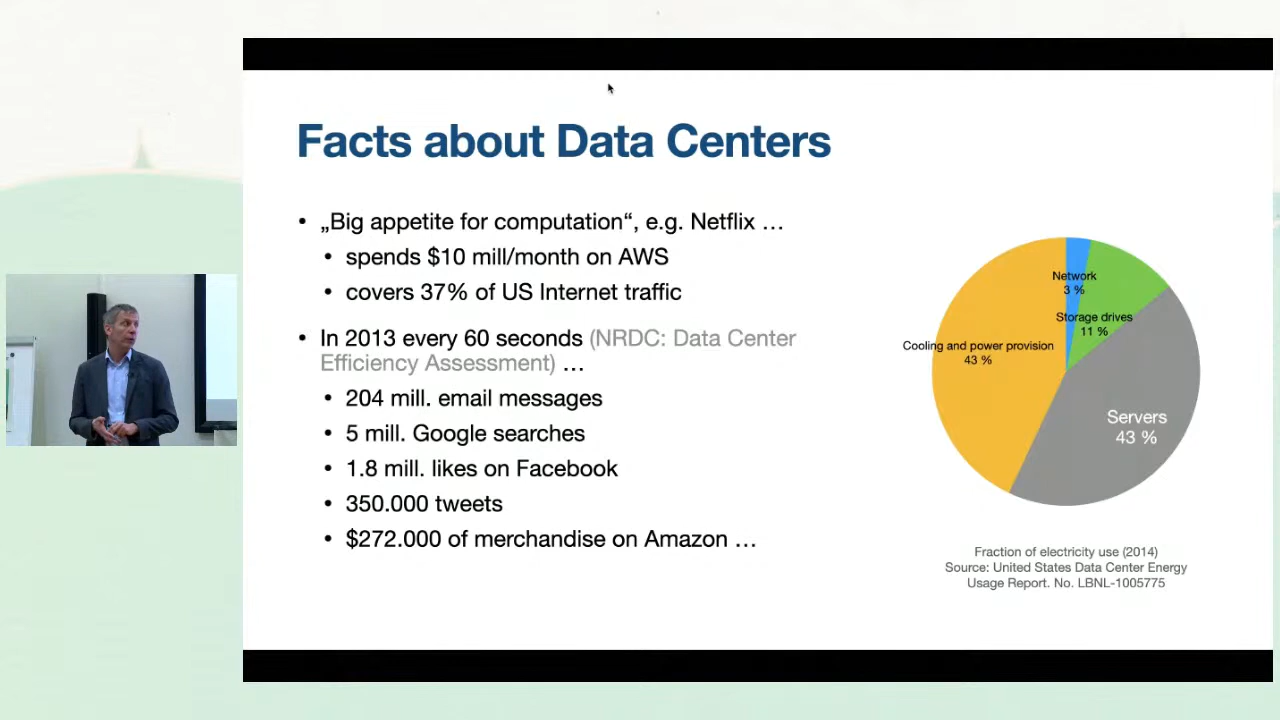 Facts about Data Centers
• „Big appetite for computation“, e.g. Netflix …
• spends $10 mill/month on AWS
• covers 37% of US Internet traffic
• In 2013 every 60 seconds (NRDC: Data Center
Efficiency Assessment) …
• 204 mill. email messages
• 5 mill. Google searches
• 1.8 mill. likes on Facebook
• 350.000 tweets
• $272.000 of merchandise on Amazon …
Network
3 %
Storage drives
11 %
Cooling and power provision
43 %
Servers
43 %
Fraction of electricity use (2014)
Source: United States Data Center Energy
Usage Report. No. LBNL-1005775